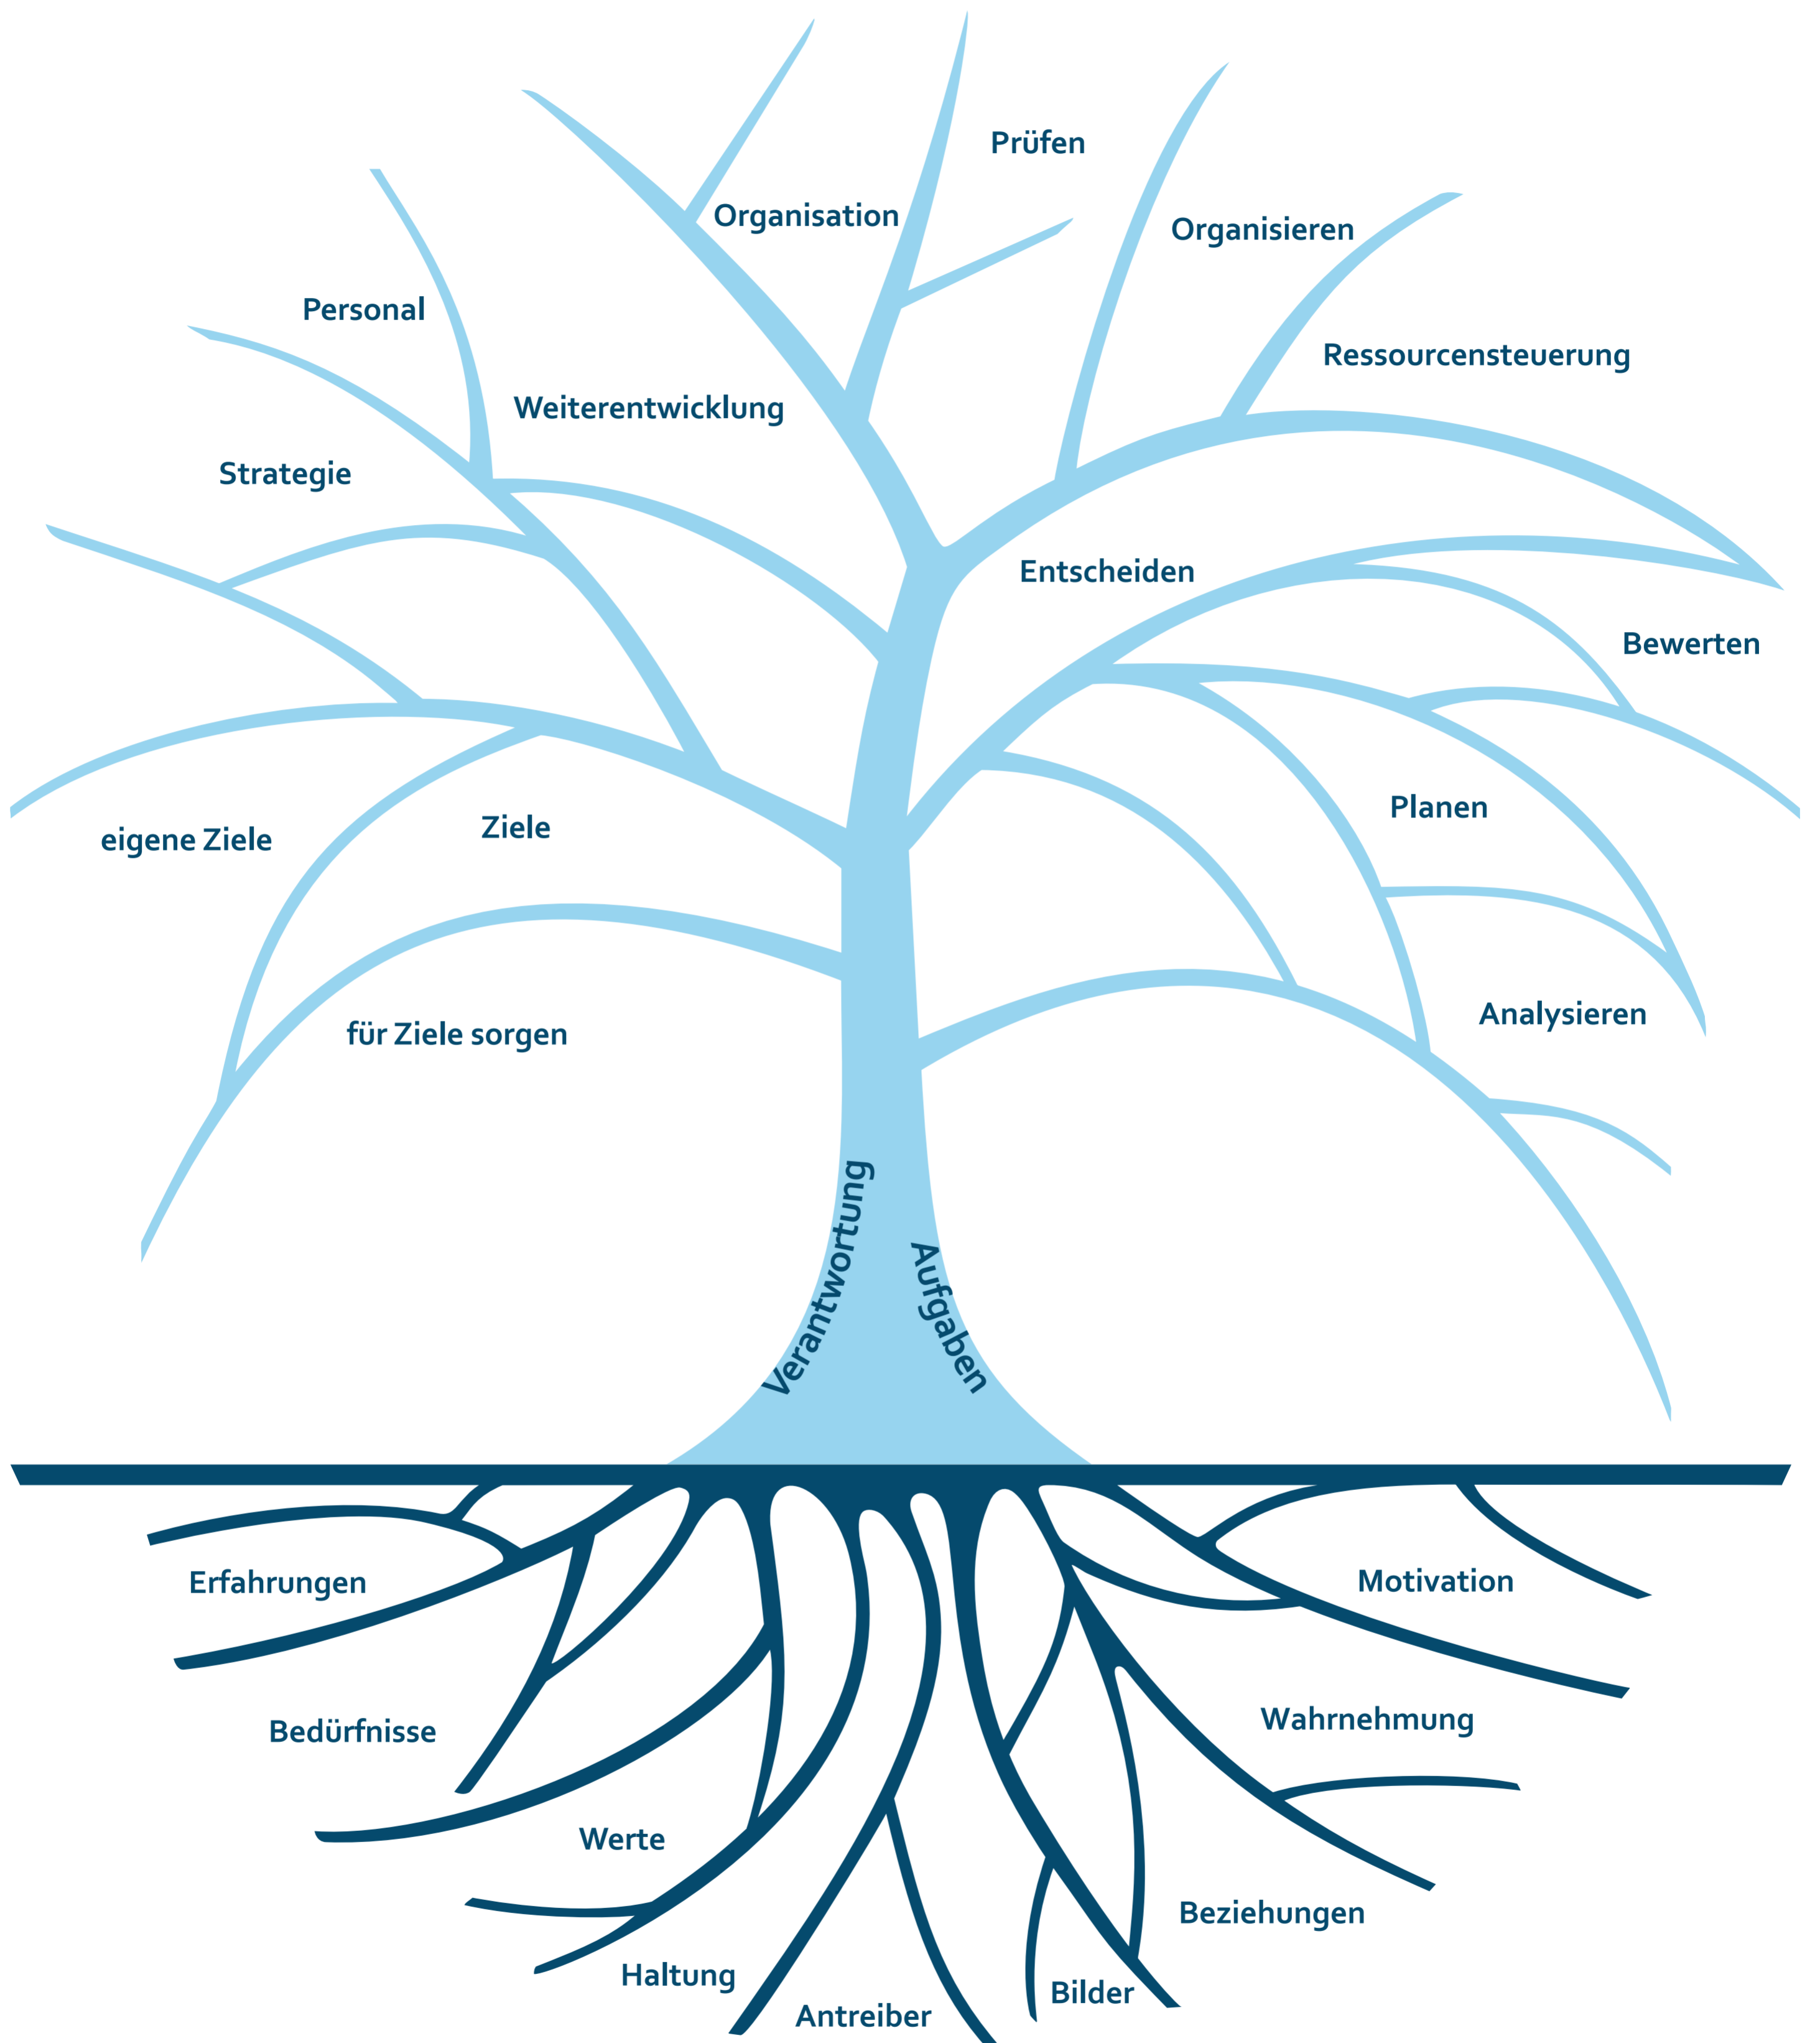 Prüfen
Organisation
Organisieren
Personal
Ressourcensteuerung
Weiterentwicklung
Strategie
Entscheiden
Bewerten
Planen
Ziele
eigene Ziele
Analysieren
für Ziele sorgen
Verantwortung
Aufgaben
Erfahrungen
Motivation
Wahrnehmung
Bedürfnisse
Werte
Beziehungen
Haltung
Bilder
Antreiber